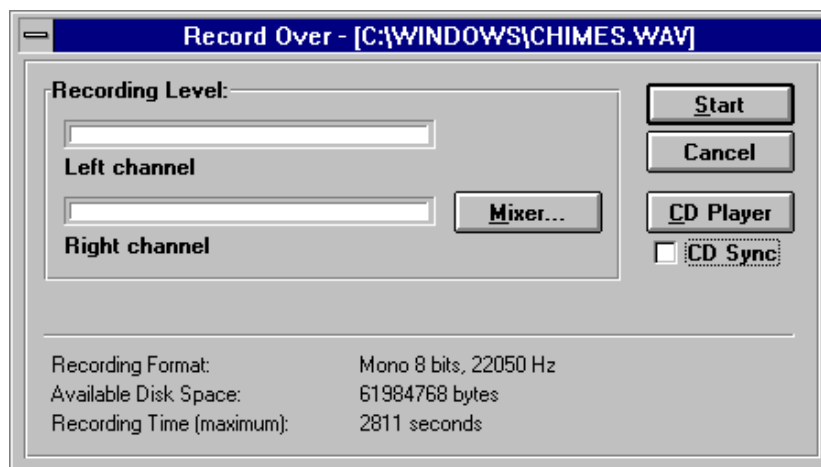 Record Over - [C:\WINDOWS\CHIMES.WAV]
Recording Level:
Left channel
Right channel
Mixer...
Start
Cancel
CD Player
CD Sync
Recording Format: Mono 8 bits, 22050 Hz
Available Disk Space: 61984768 bytes
Recording Time (maximum): 2811 seconds